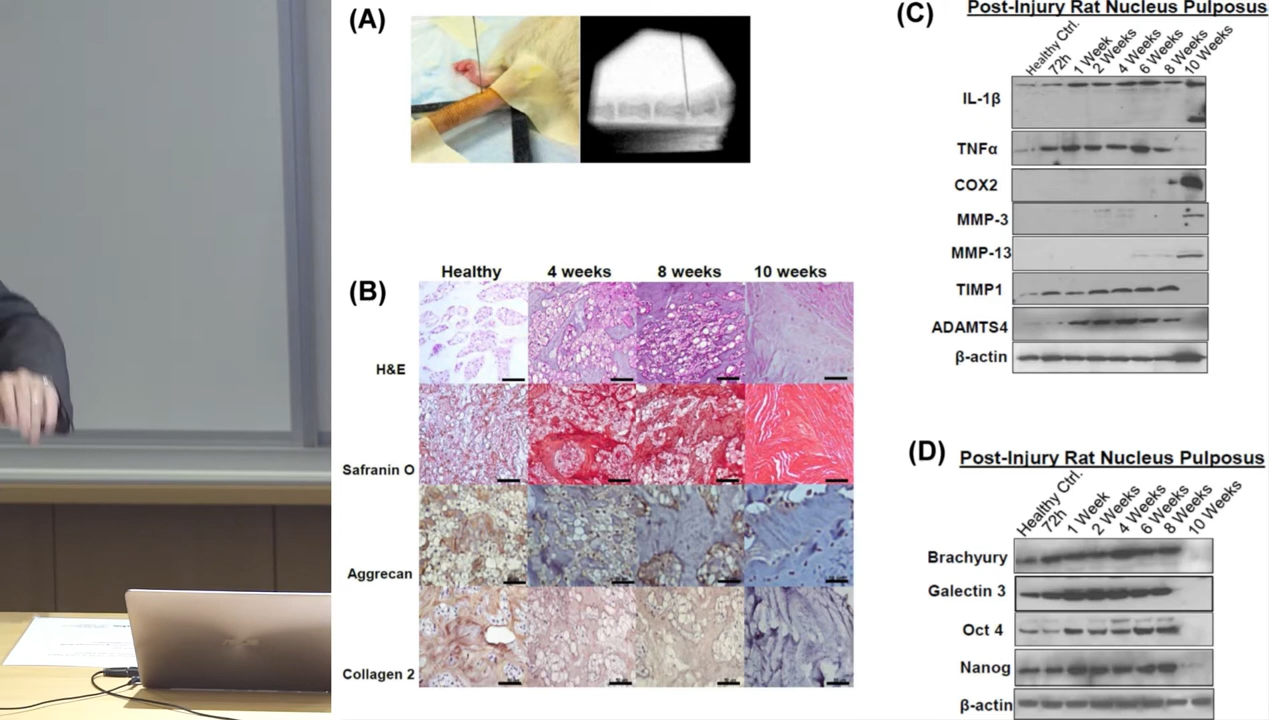 (A)
(B)
Healthy 4 weeks 8 weeks 10 weeks
H&E
Safranin O
Aggrecan
Collagen 2
(C)
Post-Injury Rat Nucleus Pulposus
Healthy Ctrl. 72h 1 Week 2 Weeks 4 Weeks 6 Weeks 8 Weeks 10 Weeks
IL-1β
TNFα
COX2
MMP-3
MMP-13
TIMP1
ADAMTS4
β-actin
(D)
Post-Injury Rat Nucleus Pulposus
Healthy Ctrl. 72h 1 Week 2 Weeks 4 Weeks 6 Weeks 8 Weeks 10 Weeks
Brachyury
Galectin 3
Oct 4
Nanog
β-actin